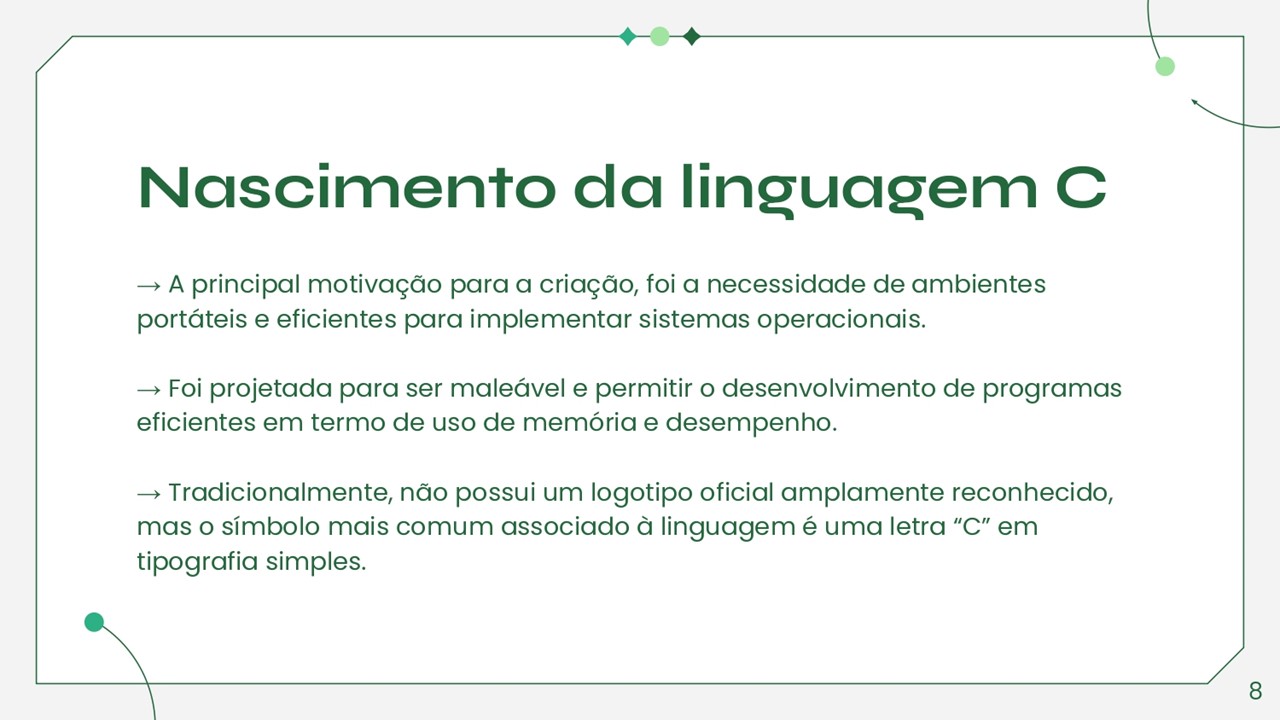 Nascimento da linguagem C
→ A principal motivação para a criação, foi a necessidade de ambientes
portáteis e eficientes para implementar sistemas operacionais.
→ Foi projetada para ser maleável e permitir o desenvolvimento de programas
eficientes em termo de uso de memória e desempenho.
→ Tradicionalmente, não possui um logotipo oficial amplamente reconhecido,
mas o símbolo mais comum associado à linguagem é uma letra “C” em
tipografia simples.
8